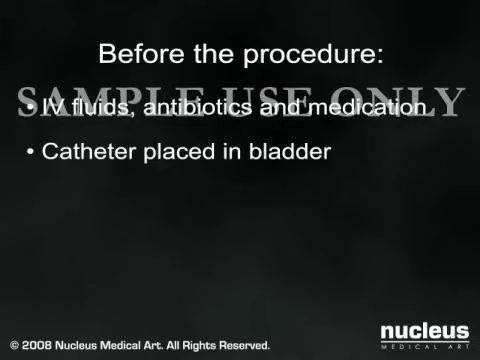 Before the procedure:
SAMPLE USE ONLY
• IV fluids, antibiotics and medication
• Catheter placed in bladder
nucleus
MEDICAL ART
© 2008 Nucleus Medical Art. All Rights Reserved.